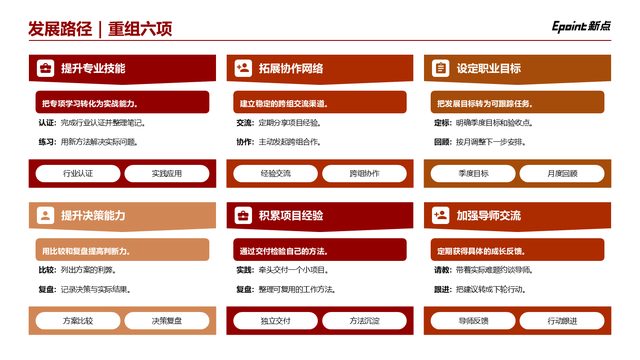 发展路径｜重组六项
Epoint 新点
提升专业技能
把专项学习转化为实战能力。
认证：完成行业认证并整理笔记。
练习：用新方法解决实际问题。
行业认证
实践应用
拓展协作网络
建立稳定的跨组交流渠道。
交流：定期分享项目经验。
协作：主动发起跨组合作。
经验交流
跨组协作
设定职业目标
把发展目标转为可跟踪任务。
定标：明确季度目标和验收点。
回顾：按月调整下一步安排。
季度目标
月度回顾
提升决策能力
用比较和复盘提高判断力。
比较：列出方案的利弊。
复盘：记录决策与实际结果。
方案比较
决策复盘
积累项目经验
通过交付检验自己的方法。
实践：牵头交付一个小项目。
复盘：整理可复用的工作方法。
独立交付
方法沉淀
加强导师交流
定期获得具体的成长反馈。
请教：带着实际难题约谈导师。
跟进：把建议转成下轮行动。
导师反馈
行动跟进